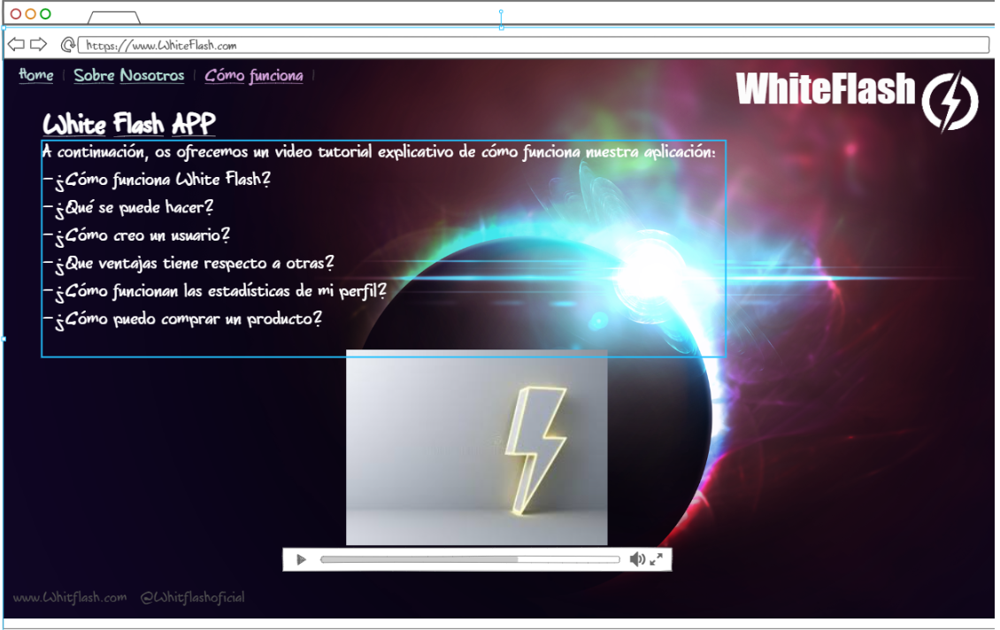 https://www.WhiteFlash.com
Home | Sobre Nosotros | Cómo funciona |
WhiteFlash
White Flash APP
A continuación, os ofrecemos un video tutorial explicativo de cómo funciona nuestra aplicación:
-¿Cómo funciona White Flash?
-¿Qué se puede hacer?
-¿Cómo creo un usuario?
-¿Que ventajas tiene respecto a otras?
-¿Cómo funcionan las estadísticas de mi perfil?
-¿Cómo puedo comprar un producto?
www.Whitflash.com @Whitflashoficial